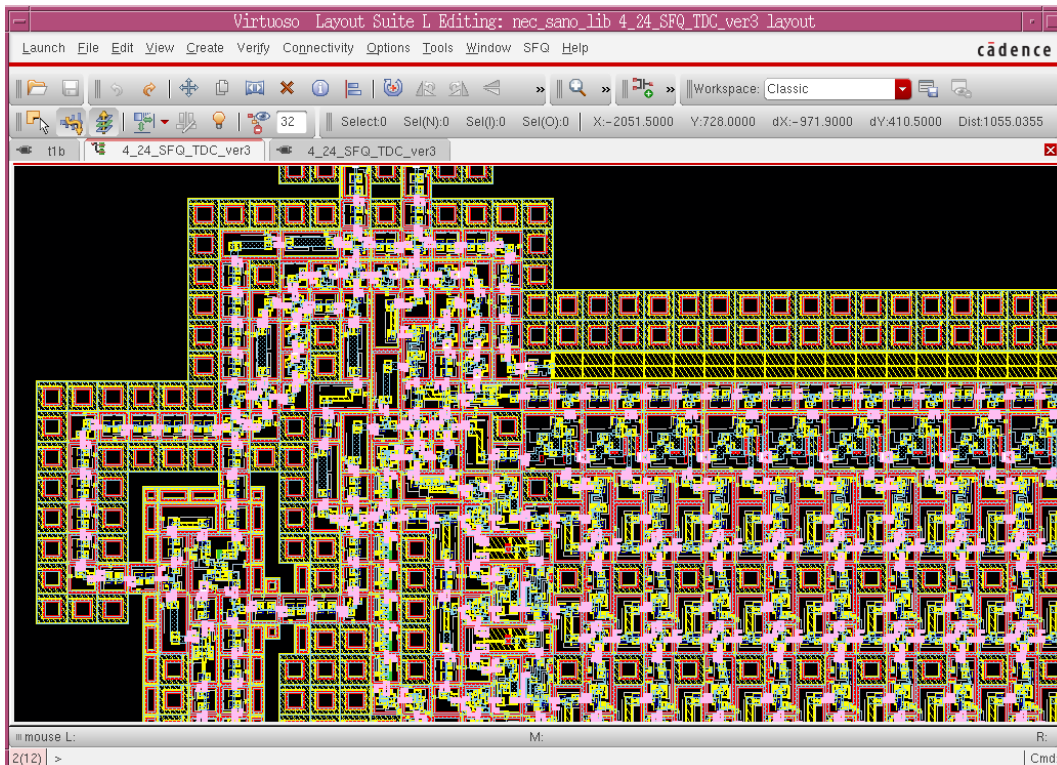 Virtuoso  Layout Suite L Editing: nec_sano_lib 4_24_SFQ_TDC_ver3 layout
Launch File Edit View Create Verify Connectivity Options Tools Window SFQ Help cādence
» » » Workspace: Classic
32 Select:0 Sel(N):0 Sel(I):0 Sel(O):0 X:-2051.5000 Y:728.0000 dX:-971.9000 dY:410.5000 Dist:1055.0355
t1b 4_24_SFQ_TDC_ver3 4_24_SFQ_TDC_ver3
mouse L: M: R:
2(12) > Cmd